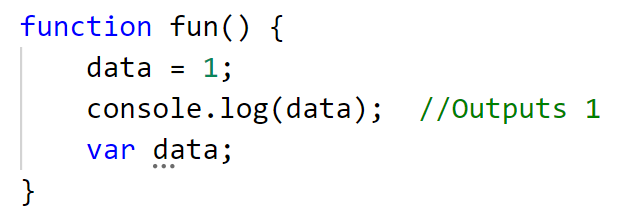 function fun() {
    data = 1;
    console.log(data);  //Outputs 1
    var data;
}